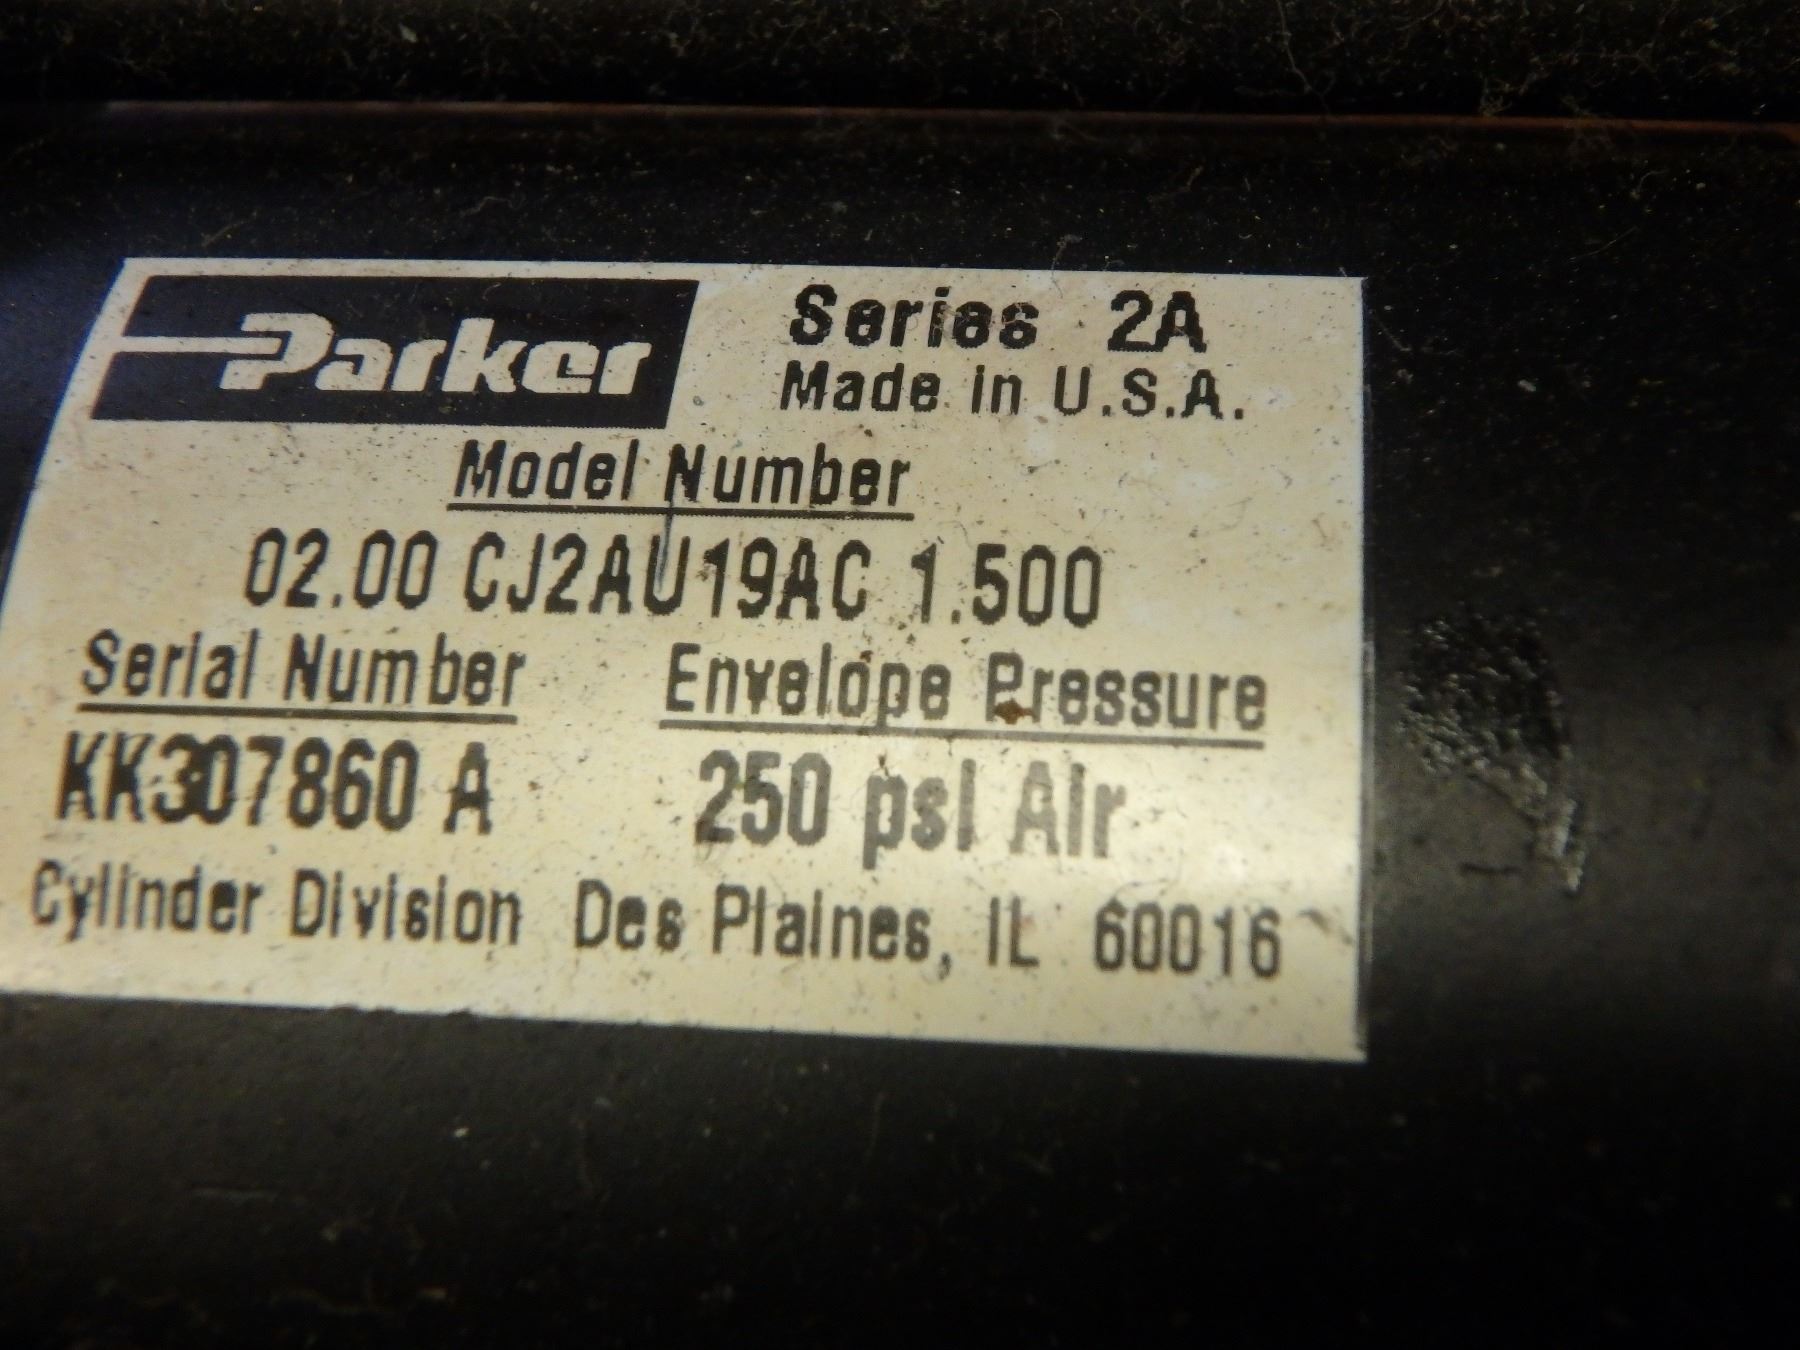 Parker
Series 2A
Made in U.S.A.
Model Number
02.00 CJ2AU19AC 1.500
Serial Number Envelope Pressure
KK307860 A 250 psi Air
Cylinder Division Des Plaines, IL 60016